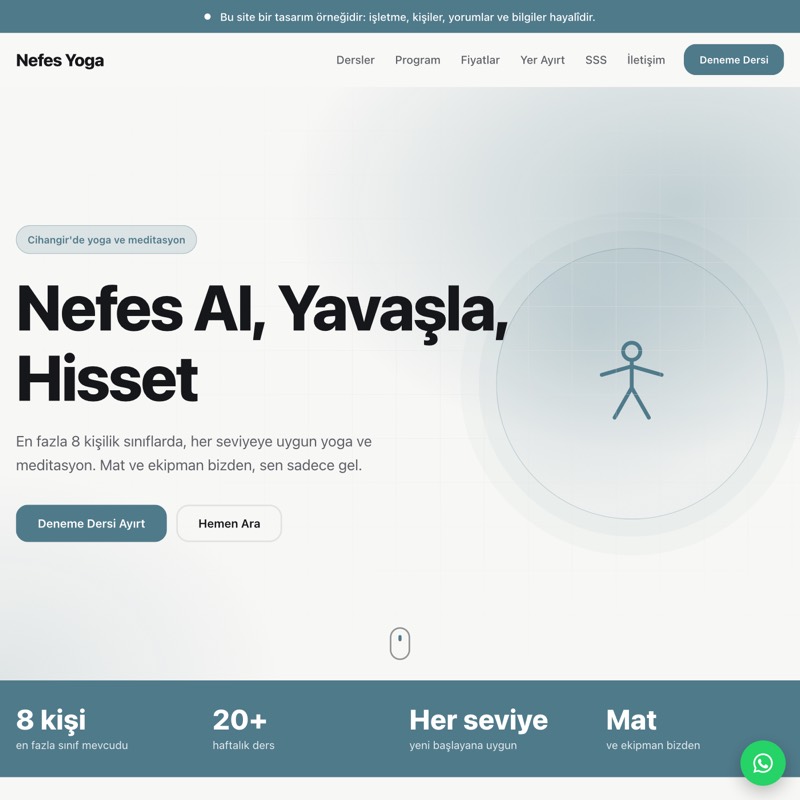 Bu site bir tasarım örneğidir: işletme, kişiler, yorumlar ve bilgiler hayalîdir.
Nefes Yoga
Dersler
Program
Fiyatlar
Yer Ayırt
SSS
İletişim
Deneme Dersi
Cihangir'de yoga ve meditasyon
Nefes Al, Yavaşla,
Hisset
En fazla 8 kişilik sınıflarda, her seviyeye uygun yoga ve
meditasyon. Mat ve ekipman bizden, sen sadece gel.
Deneme Dersi Ayırt
Hemen Ara
8 kişi
en fazla sınıf mevcudu
20+
haftalık ders
Her seviye
yeni başlayana uygun
Mat
ve ekipman bizden